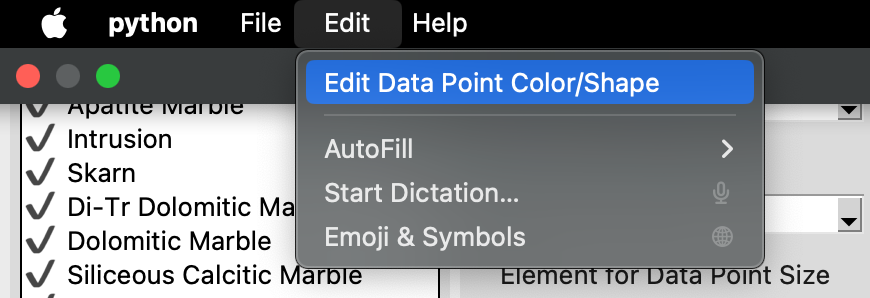 python File Edit Help
Edit Data Point Color/Shape
AutoFill
Start Dictation...
Emoji & Symbols
Apatite Marble
Intrusion
Skarn
Di-Tr Dolomitic Ma
Dolomitic Marble
Siliceous Calcitic Marble
Element for Data Point Size